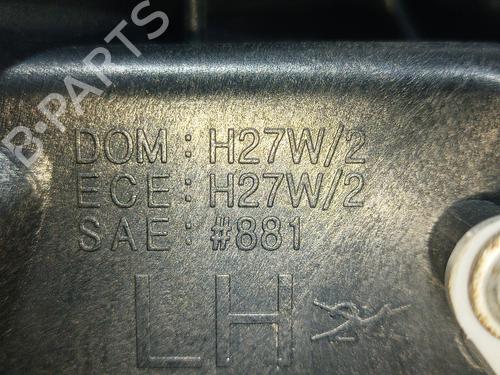 B-PARTS
DOM: H27W/2
ECE: H27W/2
SAE: #881
LH